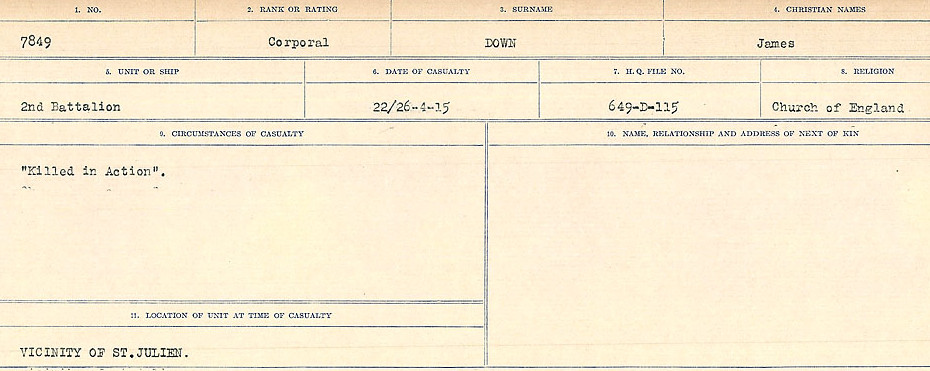 1. NO. 2. RANK OR RATING 3. SURNAME 4. CHRISTIAN NAMES
7849 Corporal DOWN James
5. UNIT OR SHIP 6. DATE OF CASUALTY 7. H. Q. FILE NO. 8. RELIGION
2nd Battalion 22/26-4-15 649-D-115 Church of England
9. CIRCUMSTANCES OF CASUALTY 10. NAME, RELATIONSHIP AND ADDRESS OF NEXT OF KIN
"Killed in Action".
11. LOCATION OF UNIT AT TIME OF CASUALTY
VICINITY OF ST.JULIEN.